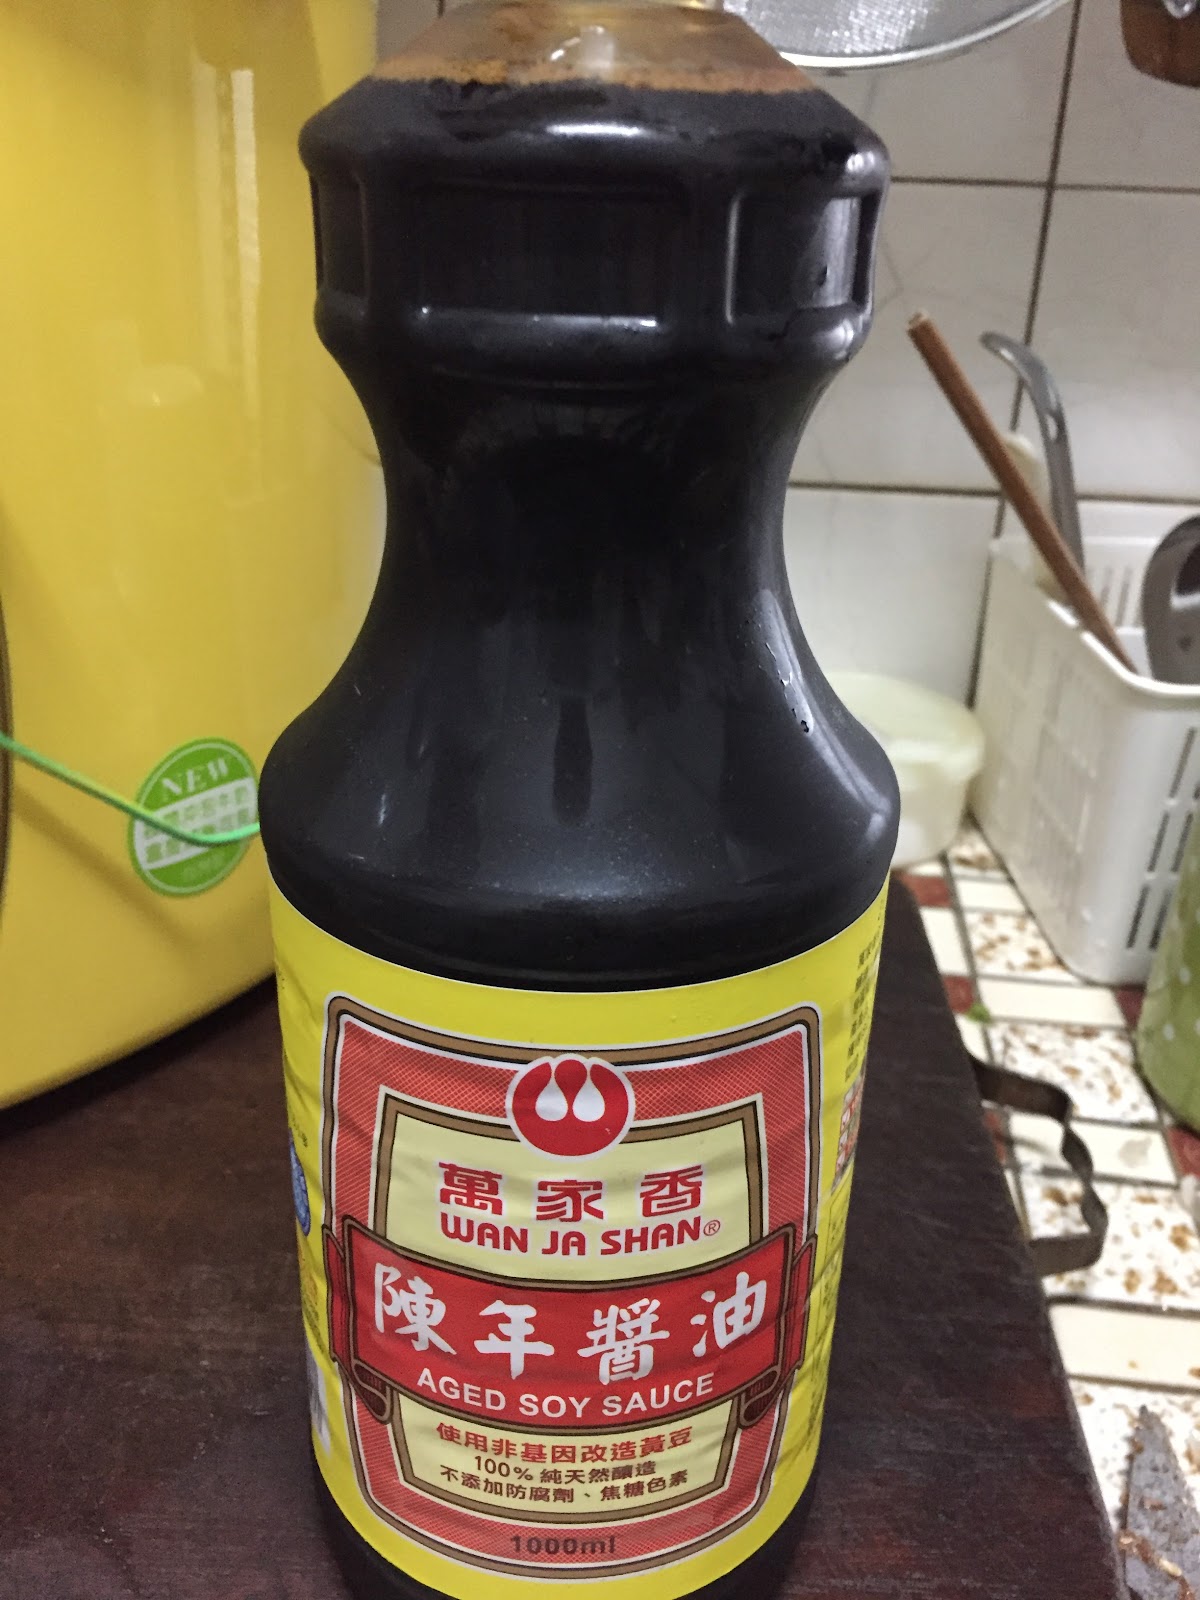 NEW
萬家香
WAN JA SHAN®
陳年醬油
AGED SOY SAUCE
使用非基因改造黃豆
100%純天然釀造
不添加防腐劑、焦糖色素
1000ml